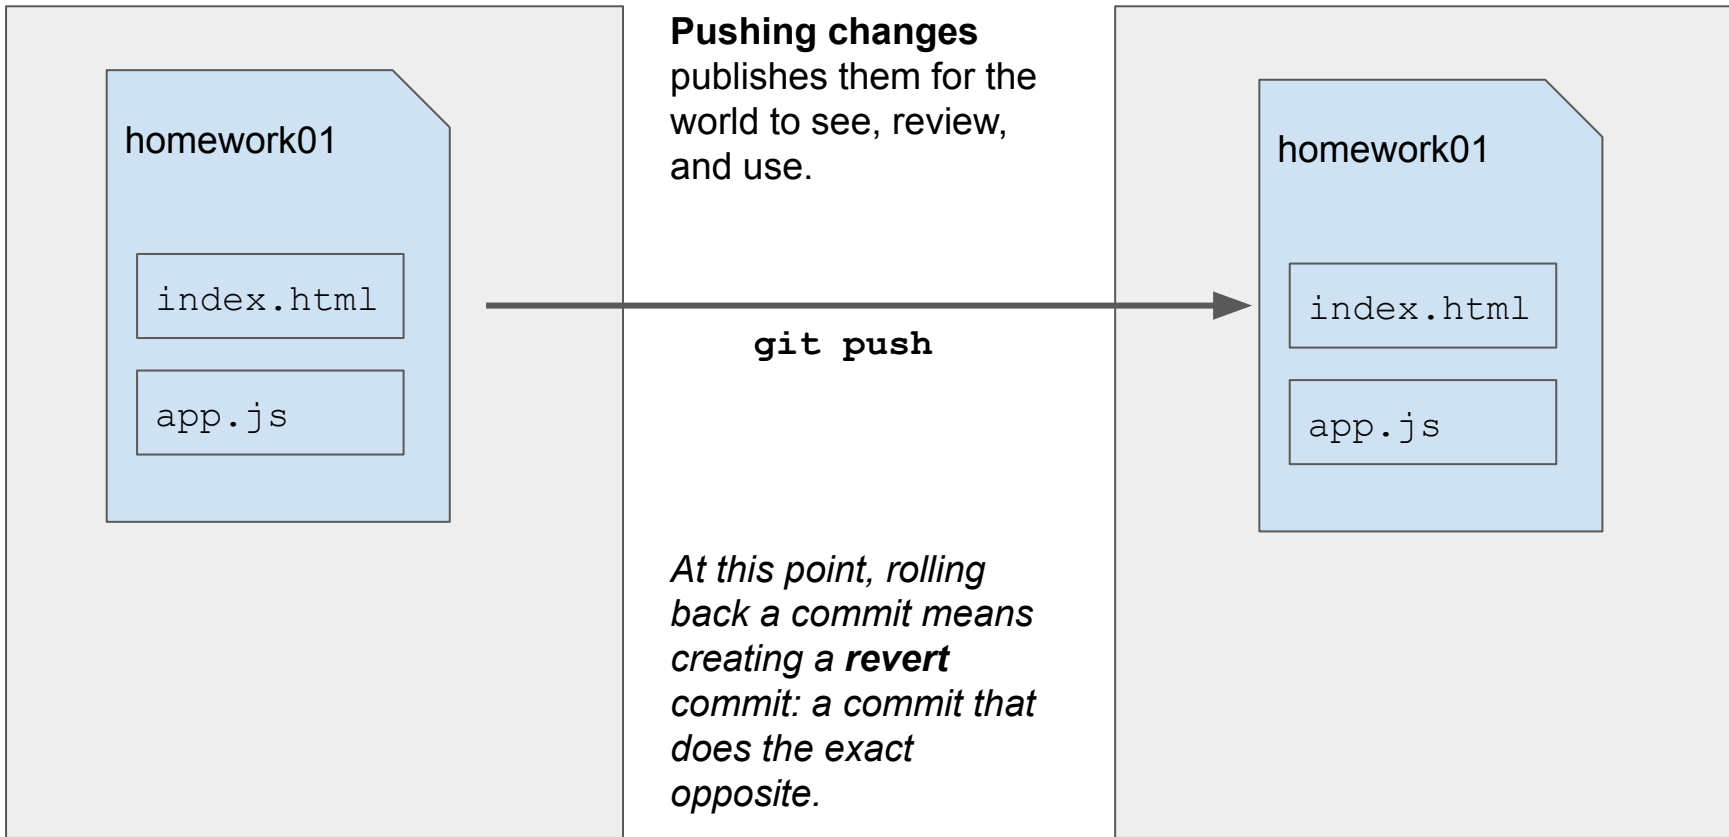 homework01
index.html
app.js
Pushing changes
publishes them for the
world to see, review,
and use.
git push
At this point, rolling
back a commit means
creating a revert
commit: a commit that
does the exact
opposite.
homework01
index.html
app.js